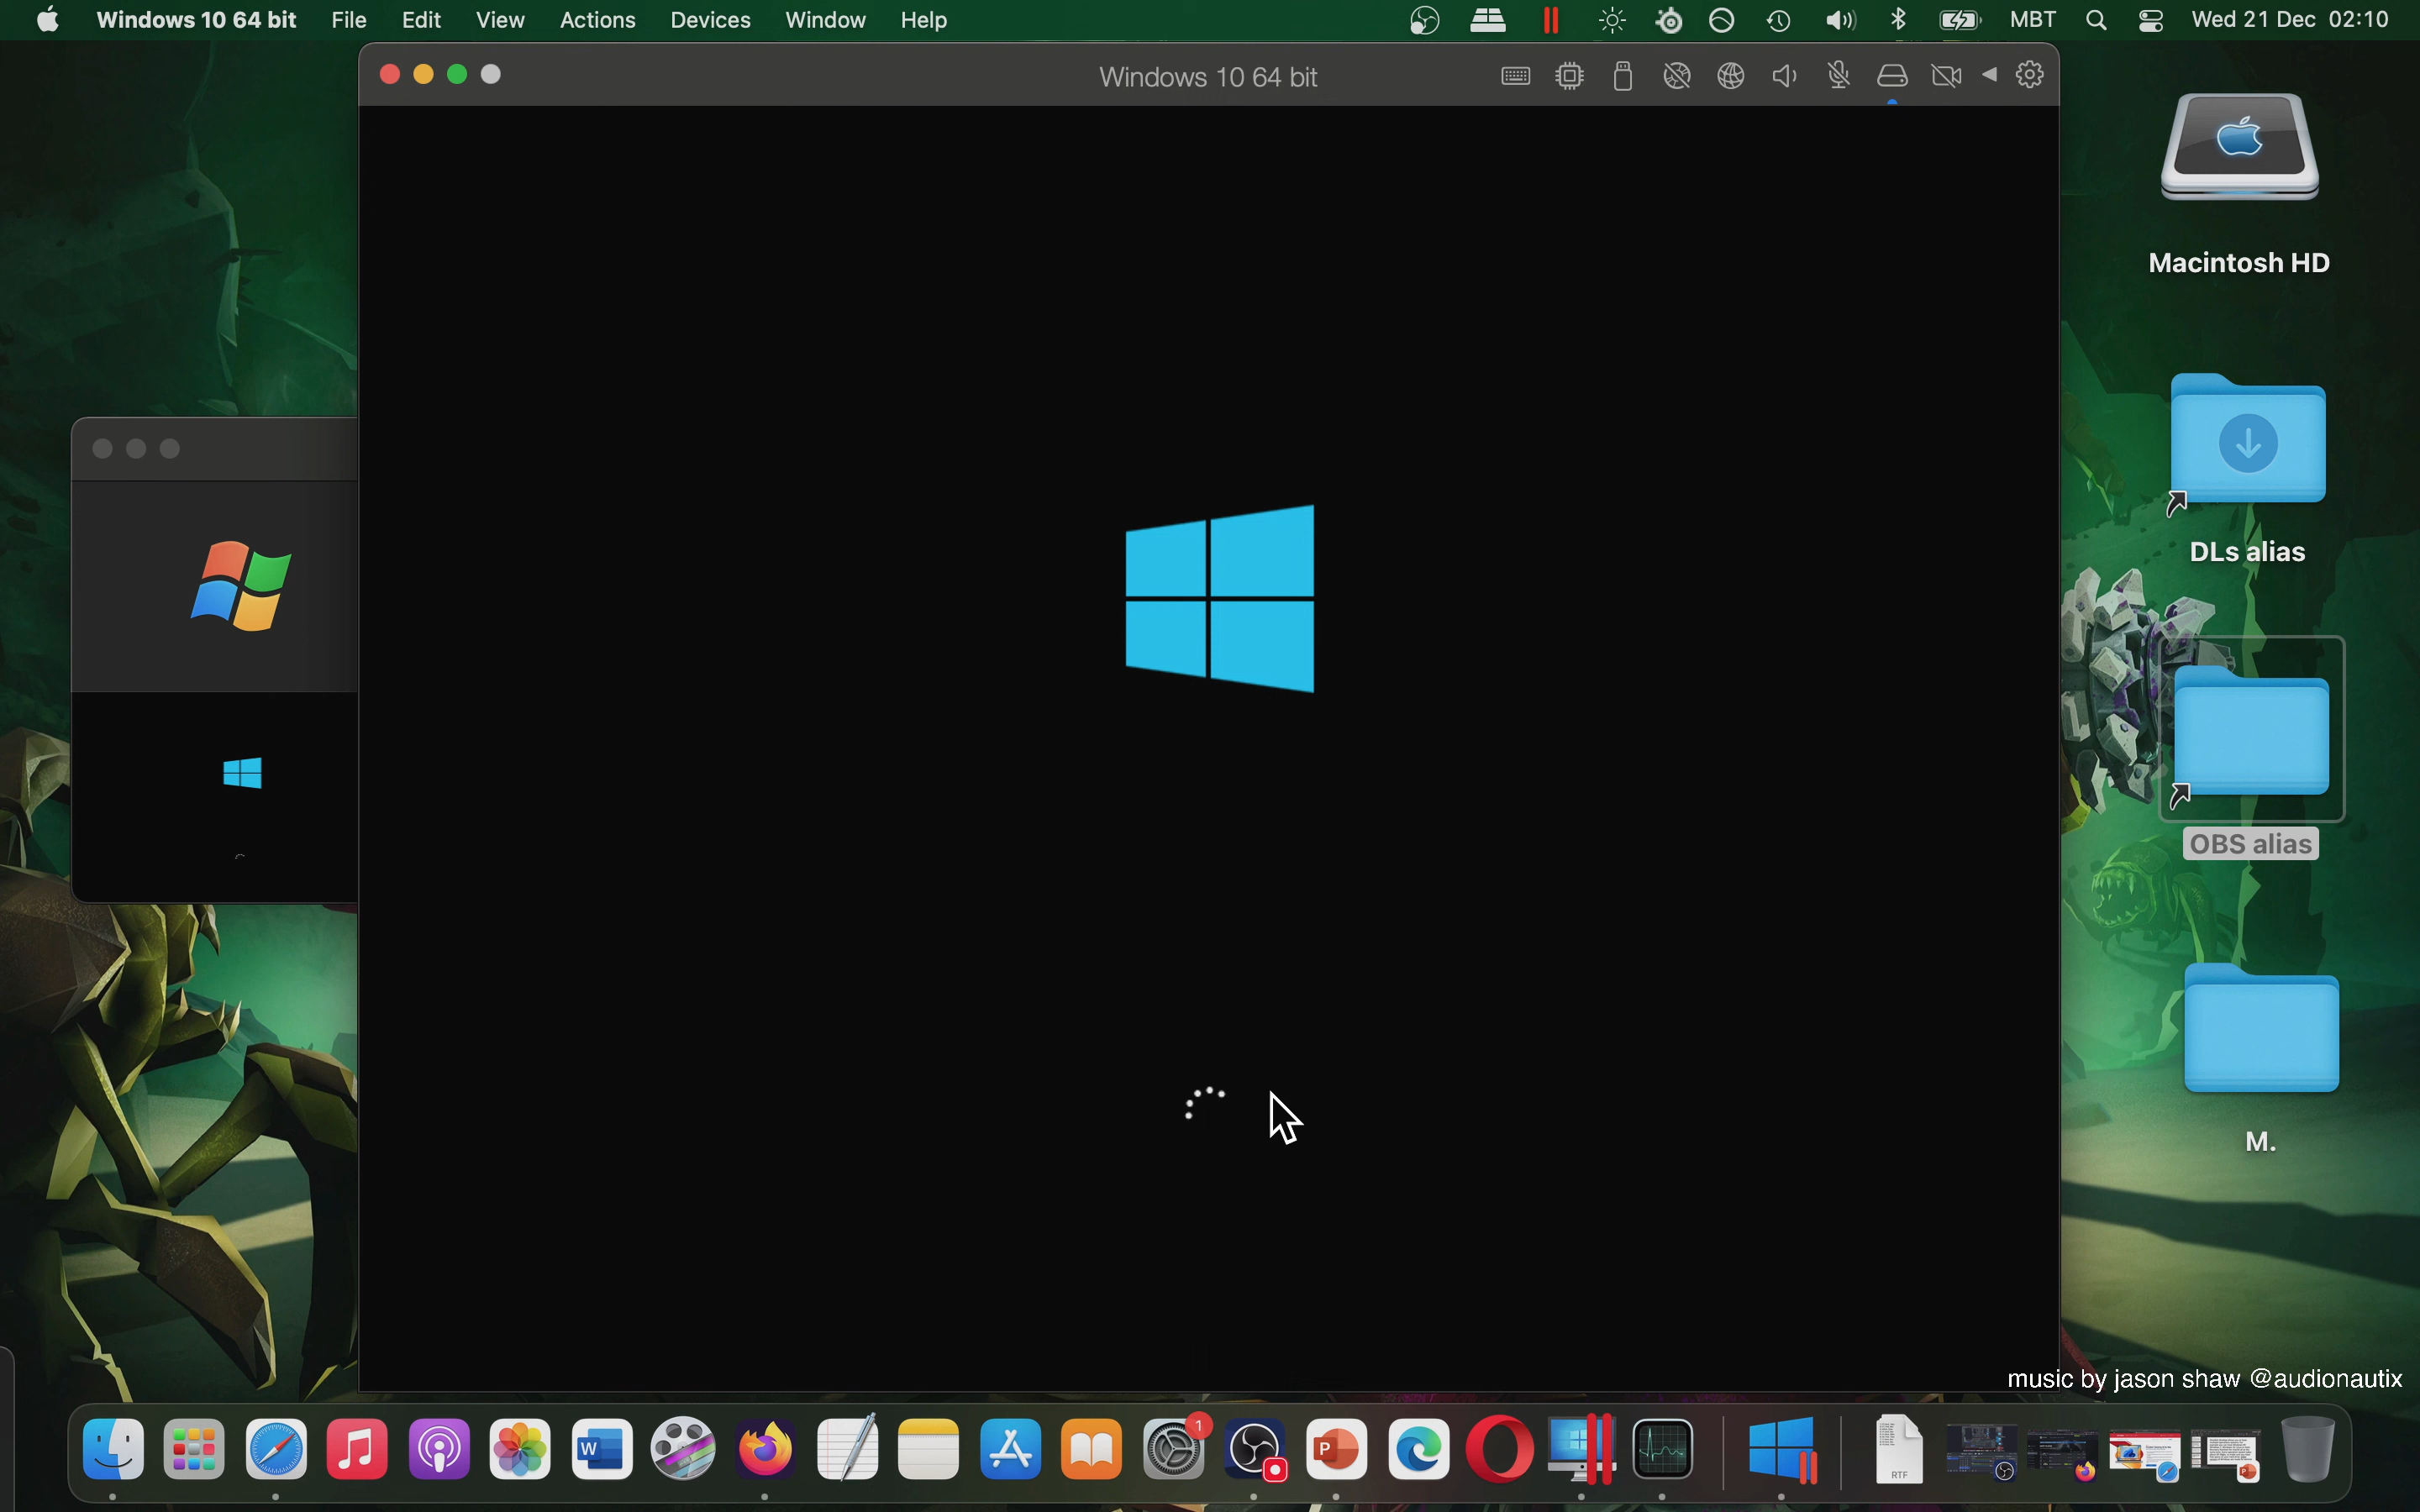 Windows 10 64 bit File Edit View Actions Devices Window Help MBT Wed 21 Dec 02:10
Windows 10 64 bit
Macintosh HD
DLs alias
OBS alias
M.
music by jason shaw @audionautix
1
W
P
RTF